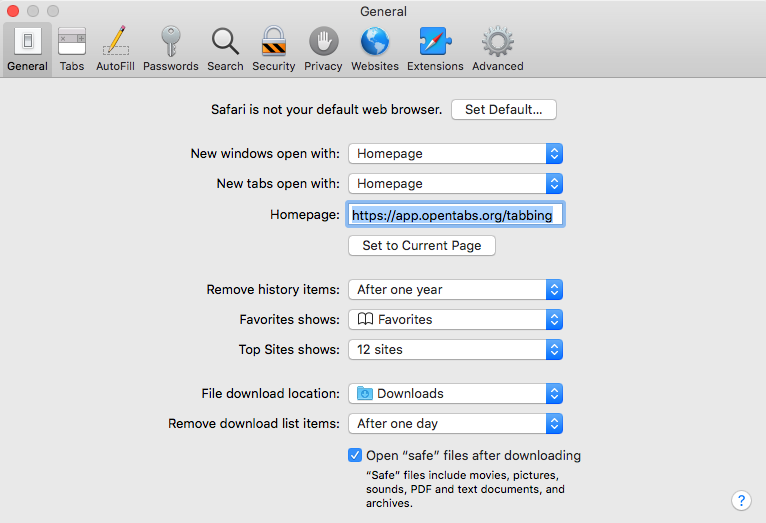 General
General Tabs AutoFill Passwords Search Security Privacy Websites Extensions Advanced
Safari is not your default web browser. Set Default...
New windows open with: Homepage
New tabs open with: Homepage
Homepage: https://app.opentabs.org/tabbing
Set to Current Page
Remove history items: After one year
Favorites shows: Favorites
Top Sites shows: 12 sites
File download location: Downloads
Remove download list items: After one day
Open “safe” files after downloading
“Safe” files include movies, pictures,
sounds, PDF and text documents, and
archives.
?